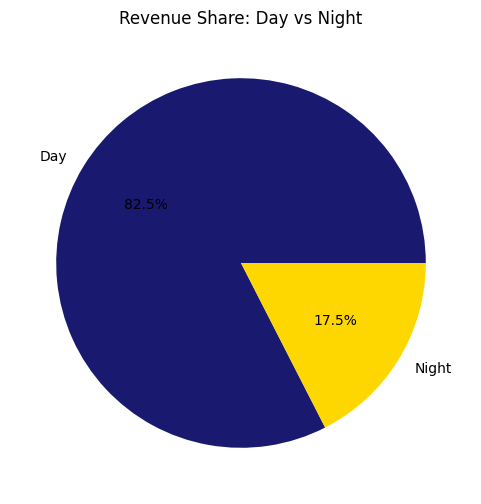 Revenue Share: Day vs Night
Day
82.5%
17.5%
Night